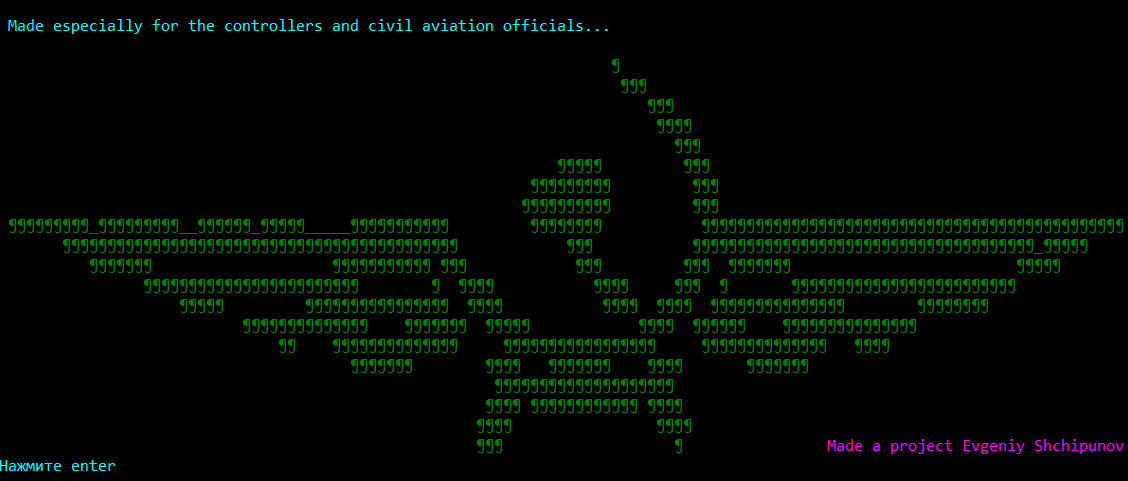 Made especially for the controllers and civil aviation officials...
Made a project Evgeniy Shchipunov
Нажмите enter